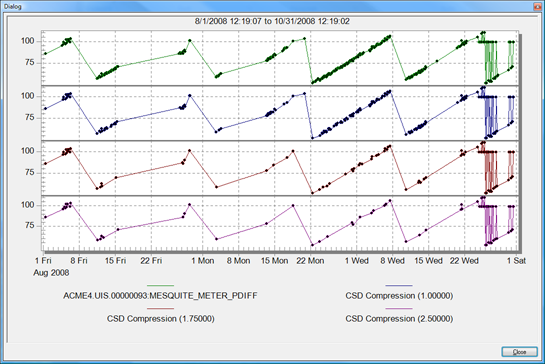 Dialog
8/1/2008 12:19:07 to 10/31/2008 12:19:02
100
75
100
75
100
75
100
75
1 Fri 8 Fri 15 Fri 22 Fri 1 Mon 8 Mon 15 Mon 22 Mon 1 Wed 8 Wed 15 Wed 22 Wed 1 Sat
Aug 2008
ACME4.UIS.00000093:MESQUITE_METER_PDIFF CSD Compression (1.00000)
CSD Compression (1.75000) CSD Compression (2.50000)
Close